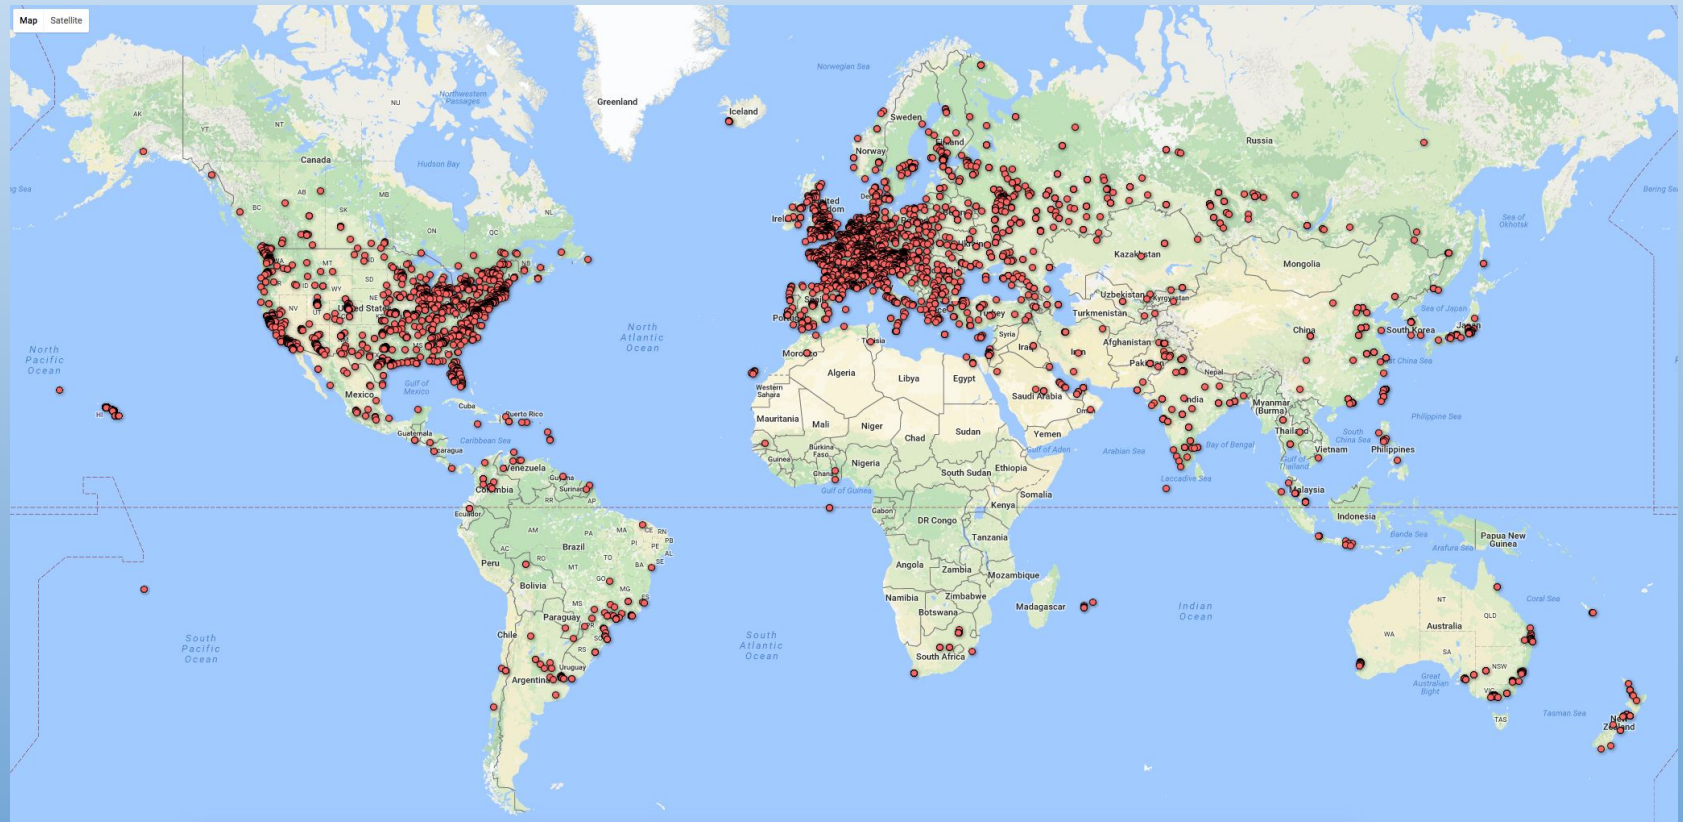 Map Satellite
Greenland
Norwegian Sea
Iceland
Sweden
Norway
Russia
Northwestern
Passages
NU
AK
YT
NT
Canada
Hudson Bay
Bering Sea
Sea of
Okhotsk
BC
AB
SK
MB
ON
QC
NL
NB
MT
SD
WY
NE
NV
UT
North
Pacific
Ocean
North
Atlantic
Ocean
Kazakhstan
Mongolia
Uzbekistan
Kyrgyzstan
Turkmenistan
Sea of Japan
China
South Korea
Japan
East China Sea
Syria
Iraq
Iran
Afghanistan
Pakistan
Nepal
India
Morocco
Tunisia
Algeria
Libya
Egypt
Western
Sahara
Saudi Arabia
Oman
Yemen
Mauritania
Mali
Niger
Chad
Sudan
Gulf of Aden
Arabian Sea
Bay of Bengal
Myanmar
(Burma)
Thailand
Vietnam
South
China Sea
Philippines
Philippine Sea
Gulf of
Thailand
Laccadive Sea
Malaysia
Indonesia
Banda Sea
Arafura Sea
Papua New
Guinea
Gulf of
Mexico
Mexico
Cuba
Puerto Rico
Guatemala
Caribbean Sea
Nicaragua
Venezuela
Colombia
Guyana
Suriname
Ecuador
HI
Guinea
Burkina
Faso
Ghana
Nigeria
South Sudan
Ethiopia
Somalia
Gulf of Guinea
Gabon
DR Congo
Kenya
Tanzania
Angola
Zambia
Mozambique
Namibia
Zimbabwe
Botswana
Madagascar
South Africa
RR
AP
AM
PA
MA
CE
RN
PB
PI
PE
AL
SE
AC
RO
TO
BA
MT
GO
MG
ES
MS
RS
Brazil
Peru
Bolivia
Paraguay
Chile
Uruguay
Argentina
South
Pacific
Ocean
South
Atlantic
Ocean
Indian
Ocean
NT
QLD
Coral Sea
Australia
WA
SA
NSW
VIC
TAS
Great
Australian
Bight
Tasman Sea
New
Zealand